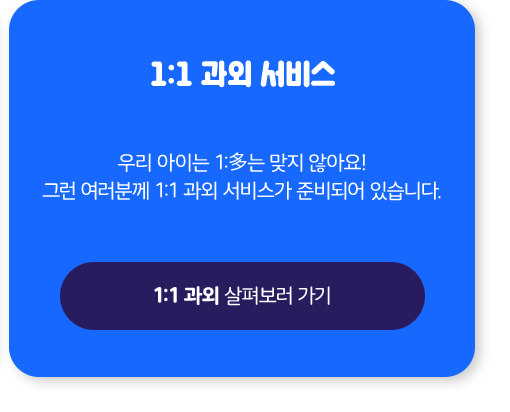 1:1 과외 서비스
우리 아이는 1:多는 맞지 않아요!
그런 여러분께 1:1 과외 서비스가 준비되어 있습니다.
1:1 과외 살펴보러 가기